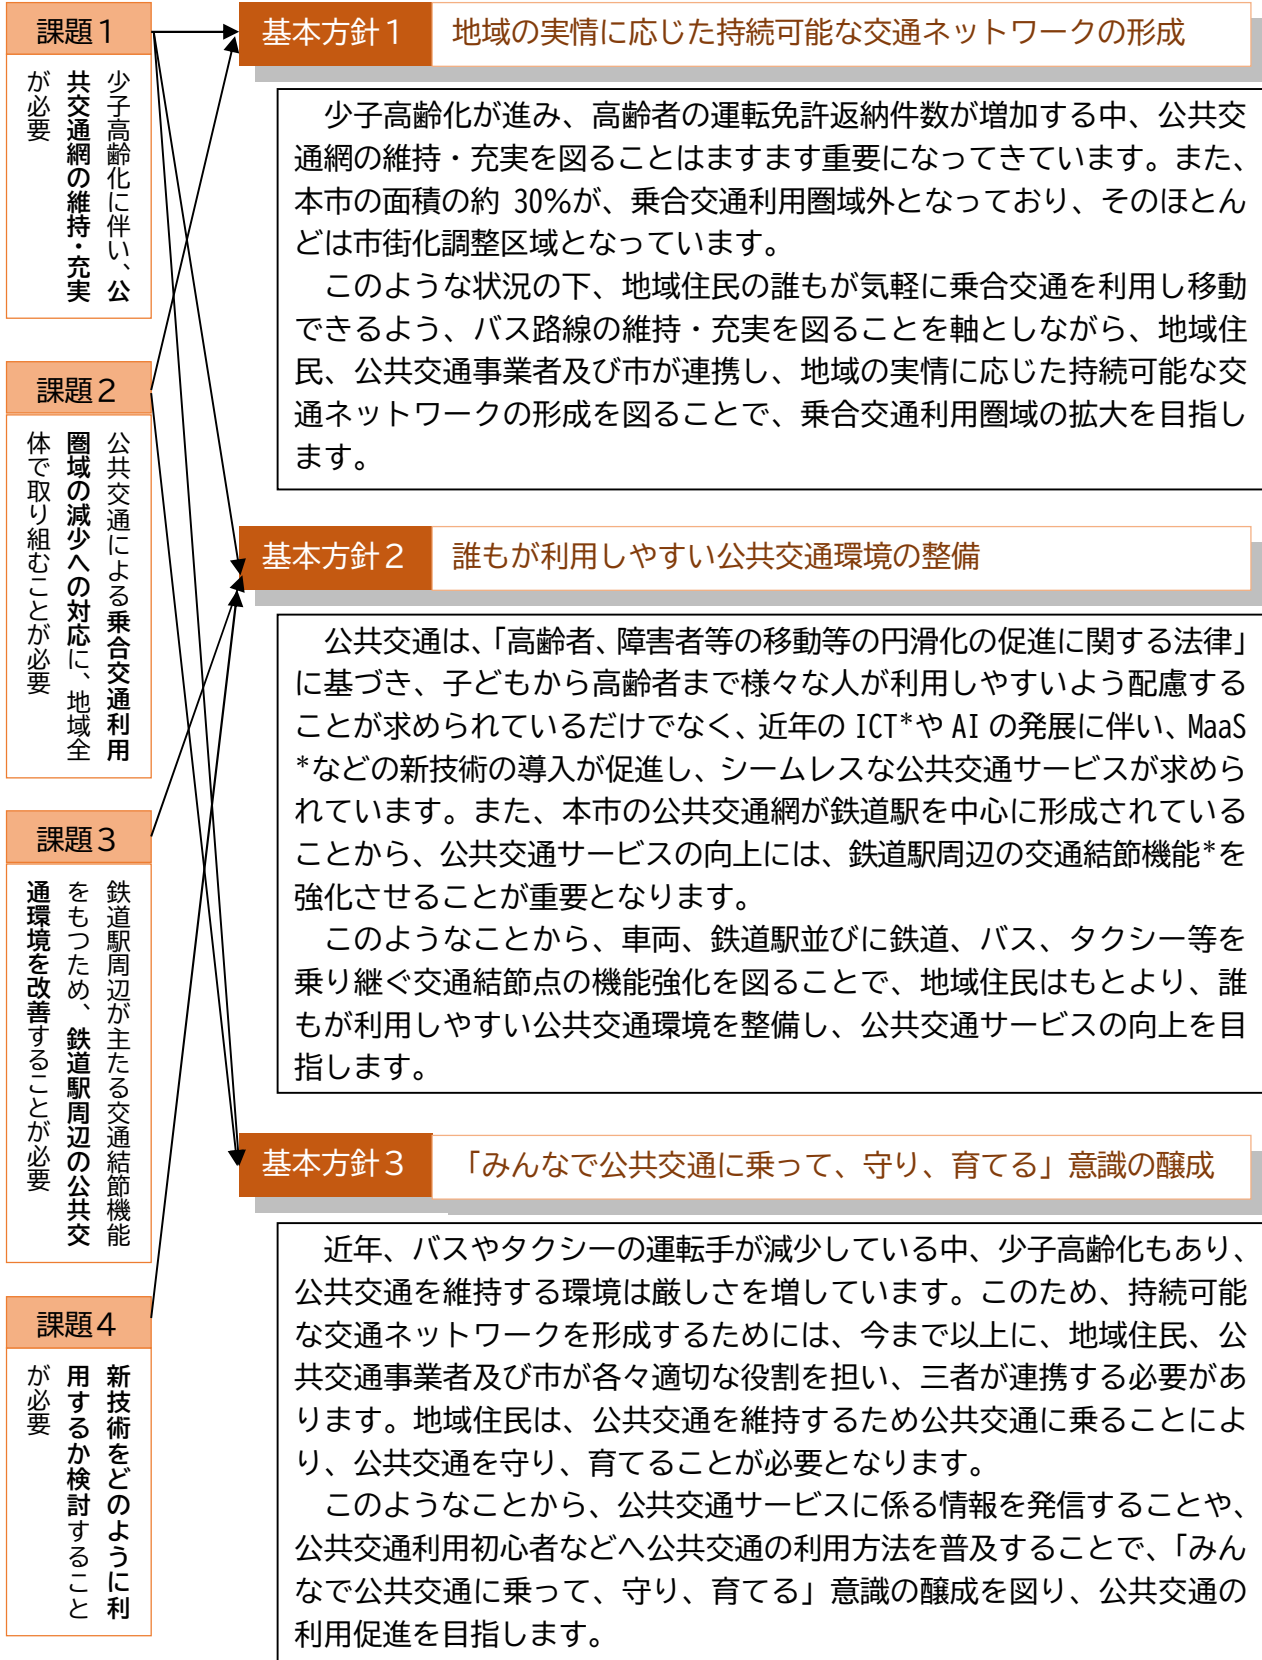 課題１
少子高齢化に伴い、公
共交通網の維持・充実
が必要
課題２
公共交通による乗合交通利用
圏域の減少への対応に、地域全
体で取り組むことが必要
課題３
鉄道駅周辺が主たる交通結節機能
をもつため、鉄道駅周辺の公共交
通環境を改善することが必要
課題４
新技術をどのように利
用するか検討すること
が必要
基本方針１ 地域の実情に応じた持続可能な交通ネットワークの形成
少子高齢化が進み、高齢者の運転免許返納件数が増加する中、公共交
通網の維持・充実を図ることはますます重要になってきています。また、
本市の面積の約 30%が、乗合交通利用圏域外となっており、そのほとん
どは市街化調整区域となっています。
このような状況の下、地域住民の誰もが気軽に乗合交通を利用し移動
できるよう、バス路線の維持・充実を図ることを軸としながら、地域住
民、公共交通事業者及び市が連携し、地域の実情に応じた持続可能な交
通ネットワークの形成を図ることで、乗合交通利用圏域の拡大を目指し
ます。
基本方針２ 誰もが利用しやすい公共交通環境の整備
公共交通は、「高齢者、障害者等の移動等の円滑化の促進に関する法律」
に基づき、子どもから高齢者まで様々な人が利用しやすいよう配慮する
ことが求められているだけでなく、近年の ICT*や AI の発展に伴い、MaaS
*などの新技術の導入が促進し、シームレスな公共交通サービスが求めら
れています。また、本市の公共交通網が鉄道駅を中心に形成されている
ことから、公共交通サービスの向上には、鉄道駅周辺の交通結節機能*を
強化させることが重要となります。
このようなことから、車両、鉄道駅並びに鉄道、バス、タクシー等を
乗り継ぐ交通結節点の機能強化を図ることで、地域住民はもとより、誰
もが利用しやすい公共交通環境を整備し、公共交通サービスの向上を目
指します。
基本方針３ 「みんなで公共交通に乗って、守り、育てる」意識の醸成
近年、バスやタクシーの運転手が減少している中、少子高齢化もあり、
公共交通を維持する環境は厳しさを増しています。このため、持続可能
な交通ネットワークを形成するためには、今まで以上に、地域住民、公
共交通事業者及び市が各々適切な役割を担い、三者が連携する必要があ
ります。地域住民は、公共交通を維持するため公共交通に乗ることによ
り、公共交通を守り、育てることが必要となります。
このようなことから、公共交通サービスに係る情報を発信することや、
公共交通利用初心者などへ公共交通の利用方法を普及することで、「みん
なで公共交通に乗って、守り、育てる」意識の醸成を図り、公共交通の
利用促進を目指します。